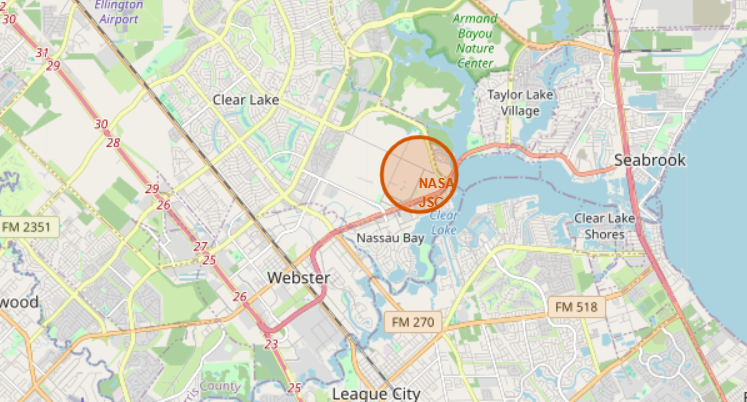 Ellington
Airport
Armand
Bayou
Nature
Center
30
31
29
Clear Lake
Taylor Lake
Village
30
28
Seabrook
NASA
JSC
29
26
Clear
Lake
Clear Lake
Shores
FM 2351
Nassau Bay
27
25
Webster
26
wood
FM 518
FM 270
23
25
County
League City